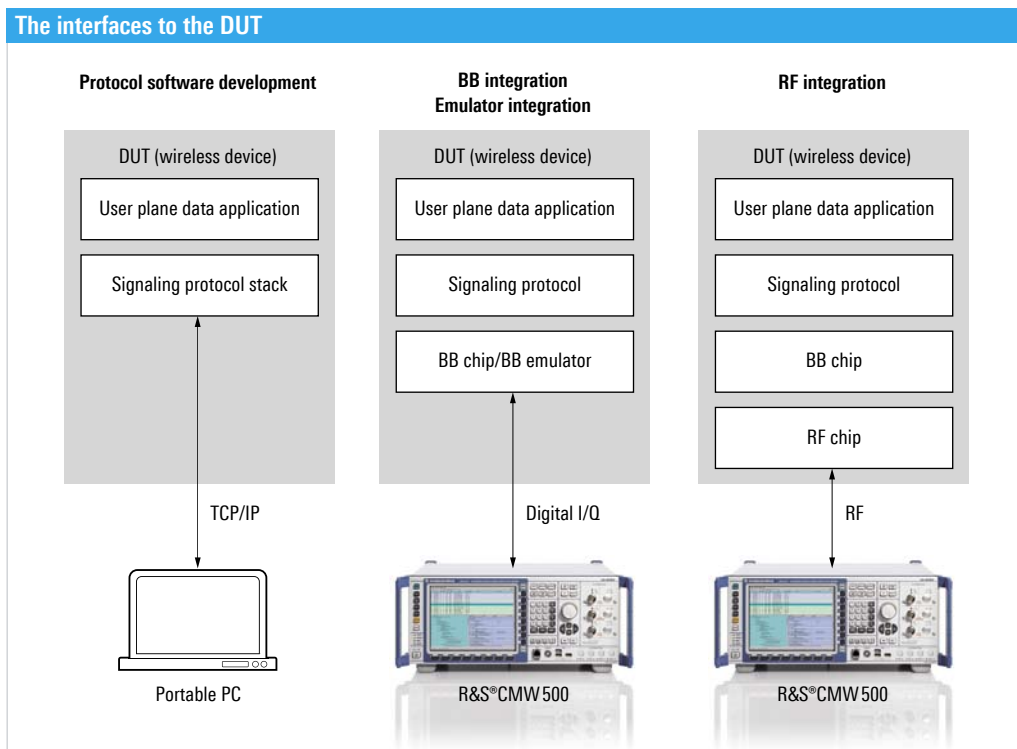 The interfaces to the DUT
Protocol software development
DUT (wireless device)
User plane data application
Signaling protocol stack
TCP/IP
Portable PC
BB integration
Emulator integration
DUT (wireless device)
User plane data application
Signaling protocol
BB chip/BB emulator
Digital I/Q
R&S®CMW500
RF integration
DUT (wireless device)
User plane data application
Signaling protocol
BB chip
RF chip
RF
R&S®CMW500